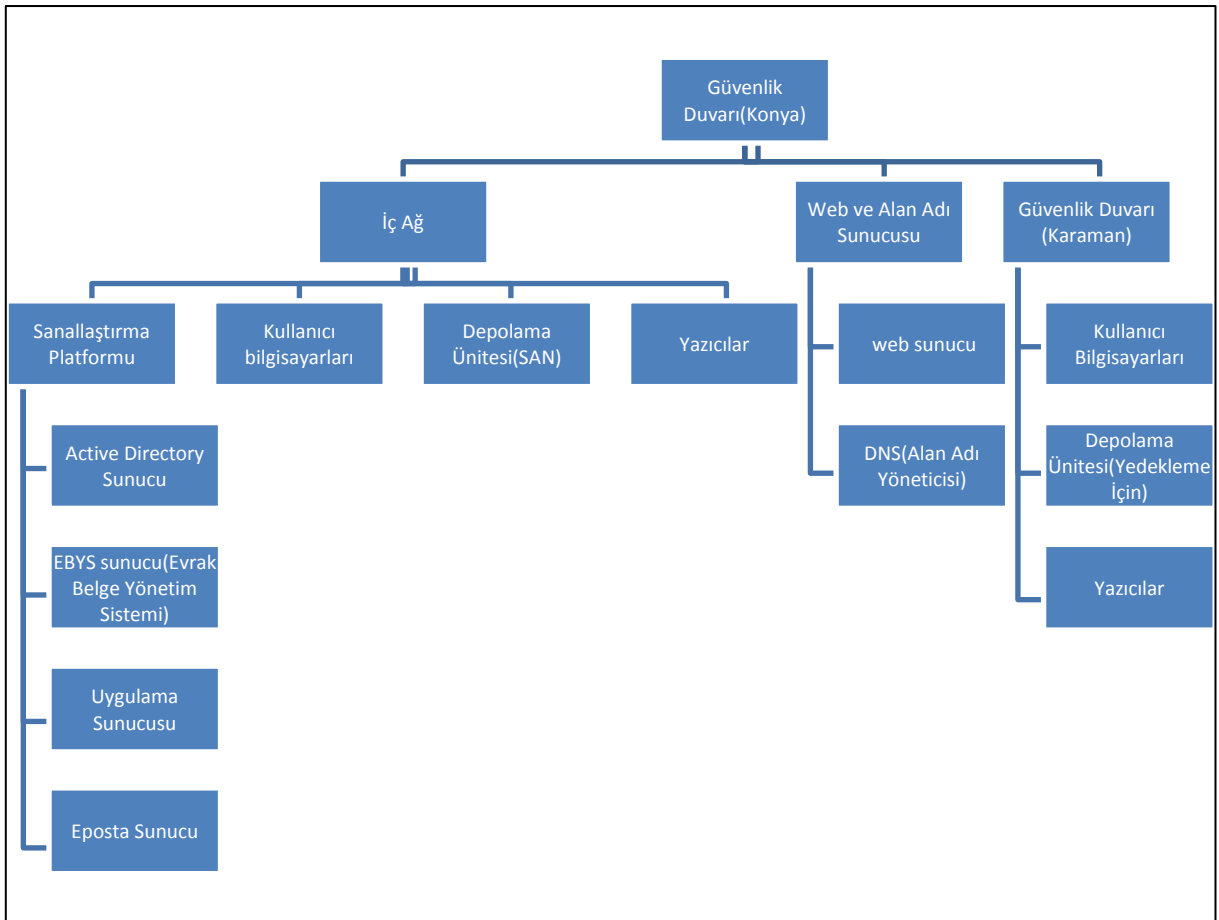 Güvenlik
Duvarı(Konya)
İç Ağ
Web ve Alan Adı
Sunucusu
Güvenlik Duvarı
(Karaman)
Sanallaştırma
Platformu
Kullanıcı
bilgisayarları
Depolama
Ünitesi(SAN)
Yazıcılar
web sunucu
Kullanıcı
Bilgisayarları
Active Directory
Sunucu
DNS(Alan Adı
Yöneticisi)
Depolama
Ünitesi(Yedekleme
İçin)
EBYS sunucu(Evrak
Belge Yönetim
Sistemi)
Yazıcılar
Uygulama
Sunucusu
Eposta Sunucu